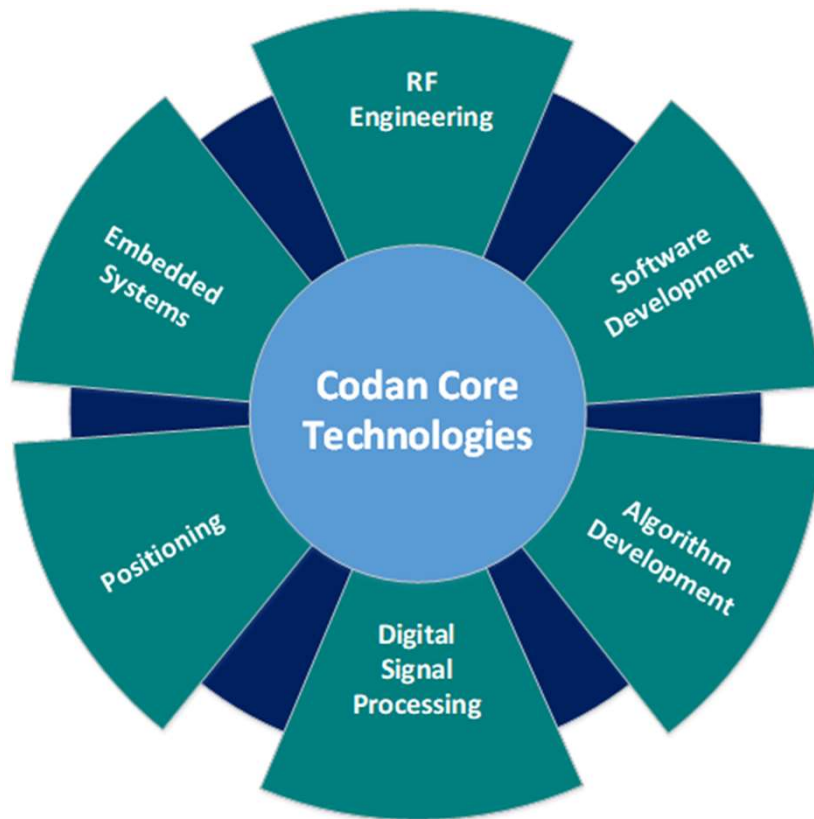 RF
Engineering
Software
Development
Algorithm
Development
Digital
Signal
Processing
Positioning
Embedded
Systems
Codan Core
Technologies